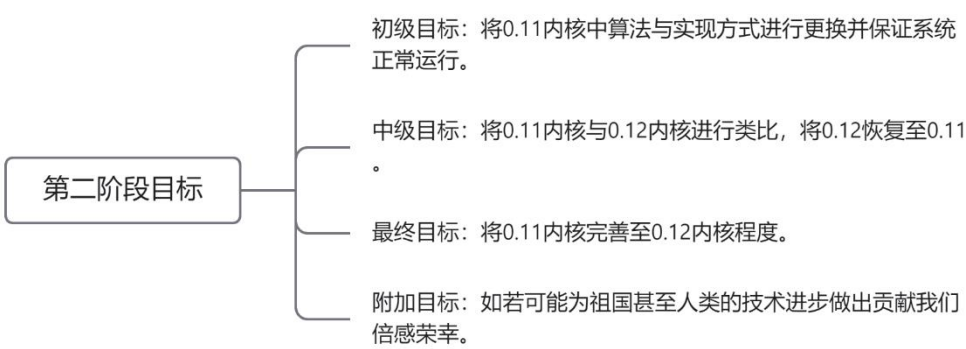 第二阶段目标
初级目标：将0.11内核中算法与实现方式进行更换并保证系统
正常运行。
中级目标：将0.11内核与0.12内核进行类比，将0.12恢复至0.11
。
最终目标：将0.11内核完善至0.12内核程度。
附加目标：如若可能为祖国甚至人类的技术进步做出贡献我们
倍感荣幸。